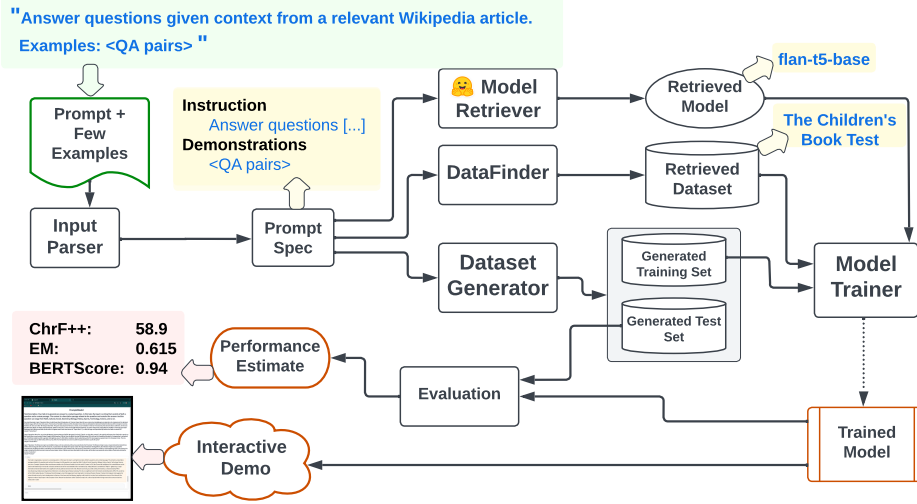 "Answer questions given context from a relevant Wikipedia article.
Examples: <QA pairs> "
Prompt +
Few
Examples
Instruction
Answer questions [...]
Demonstrations
<QA pairs>
Model
Retriever
Retrieved
Model
flan-t5-base
The Children's
Book Test
DataFinder
Retrieved
Dataset
Input
Parser
Prompt
Spec
Dataset
Generator
Generated
Training Set
Generated Test
Set
Model
Trainer
ChrF++: 58.9
EM: 0.615
BERTScore: 0.94
Performance
Estimate
Evaluation
Interactive
Demo
Trained
Model